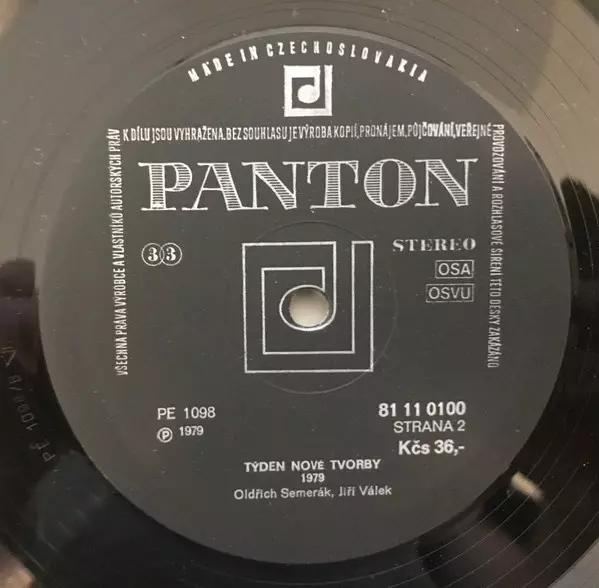 MADE IN CZECHOSLOVAKIA
VŠECHNA PRÁVA VÝROBCE A VLASTNÍKŮ AUTORSKÝCH PRÁV
K DÍLU JSOU VYHRAŽENA. BEZ SOUHLASU JE VÝROBA KOPIÍ, PRONÁJEM, PŮJČOVÁNÍ, VEŘEJNÉ
PROVOZOVÁNÍ A ROZHLASOVÉ ŠÍŘENÍ TÉTO DESKY ZAKÁZÁNO
PANTON
33
STEREO
OSA
OSVU
PE 1098
℗ 1979
81 11 0100
STRANA 2
Kčs 36,-
TÝDEN NOVÉ TVORBY
1979
Oldřich Semerák, Jiří Válek